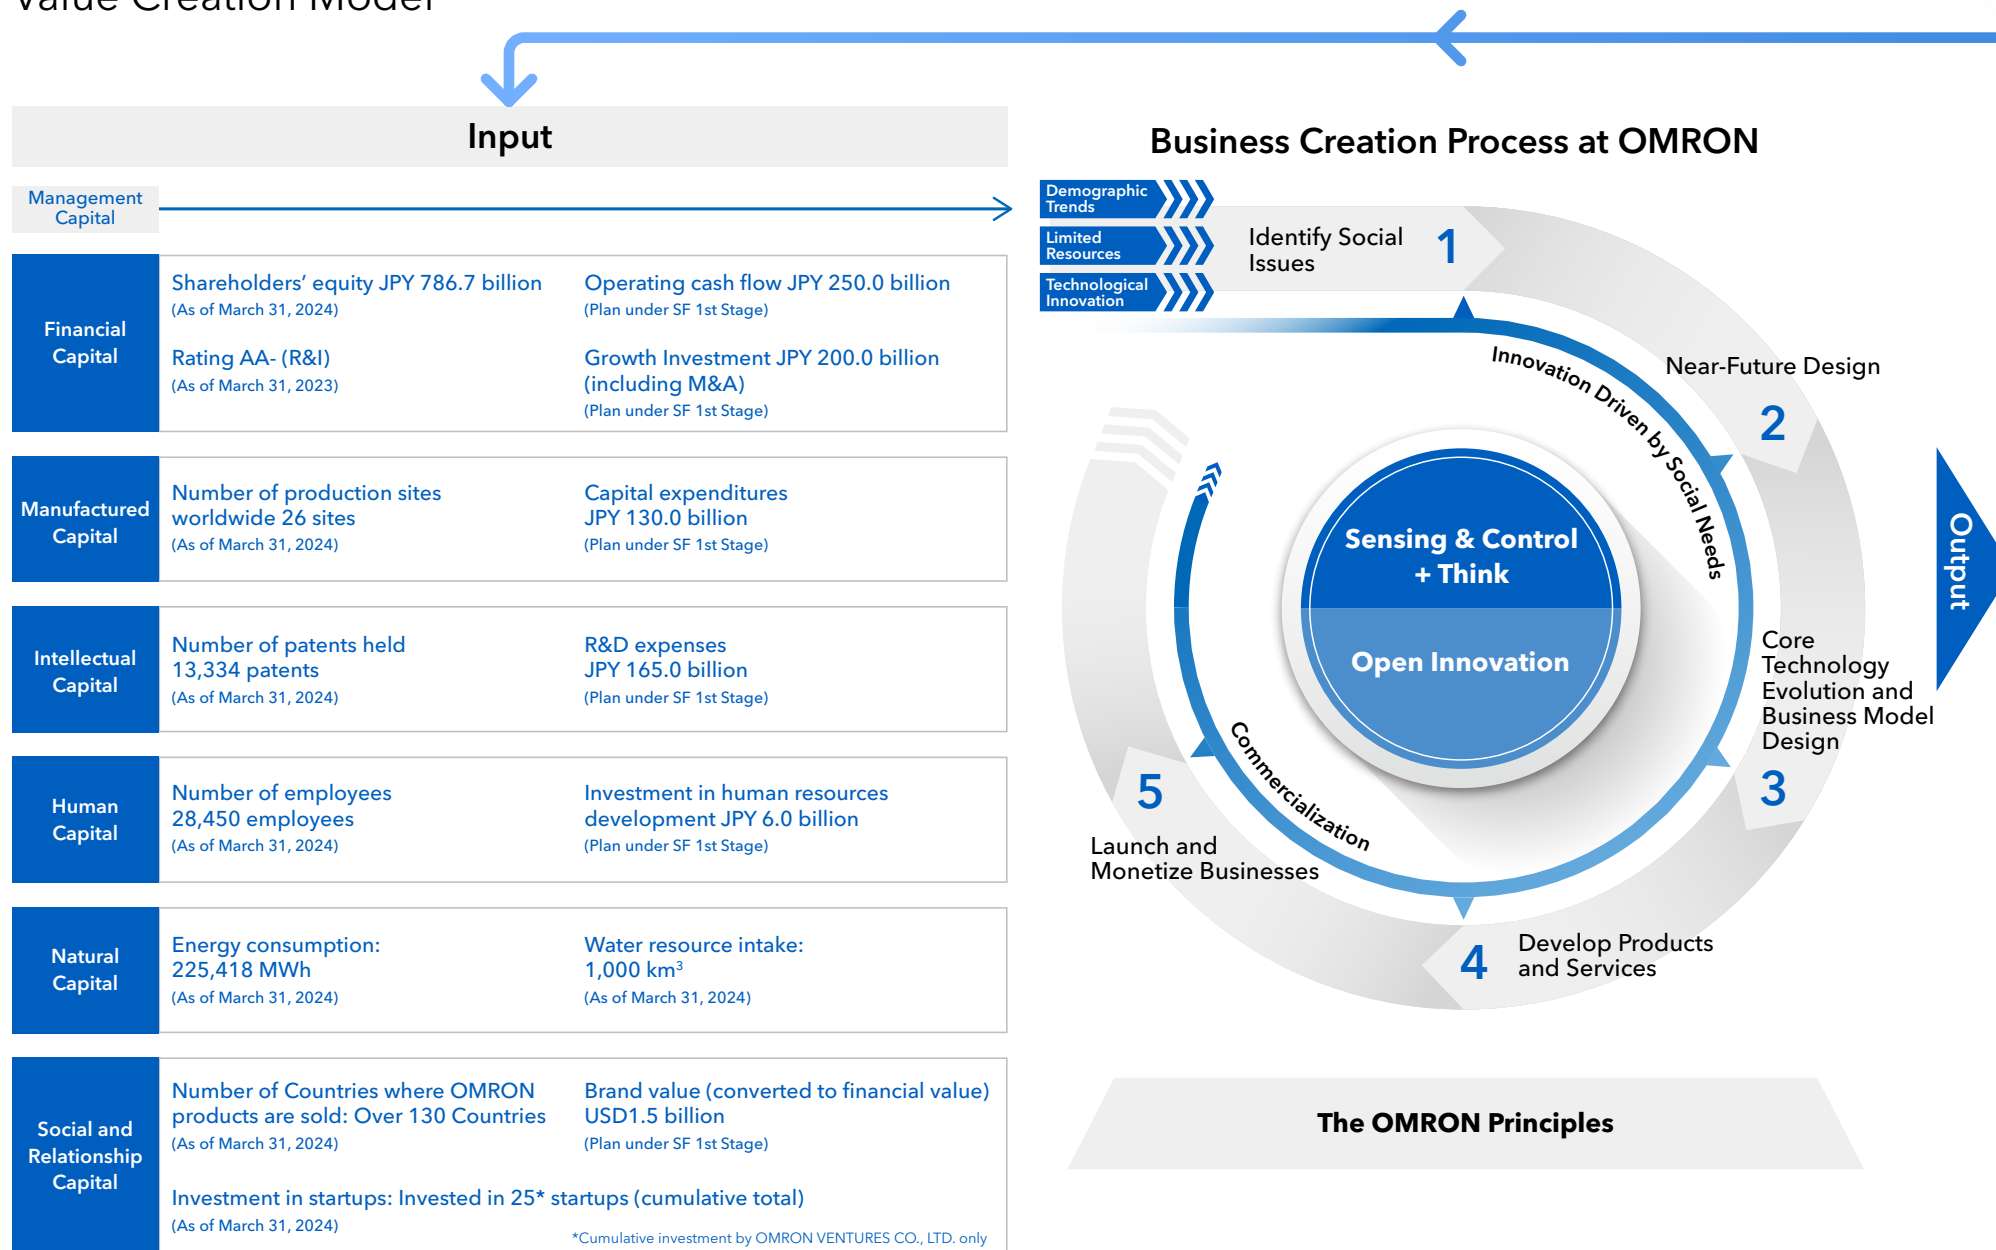 Value Creation Model
Input
Management
Capital
Financial
Capital
Shareholders’ equity JPY 786.7 billion
(As of March 31, 2024)
Operating cash flow JPY 250.0 billion
(Plan under SF 1st Stage)
Rating AA- (R&I)
(As of March 31, 2023)
Growth Investment JPY 200.0 billion
(including M&A)
(Plan under SF 1st Stage)
Manufactured
Capital
Number of production sites
worldwide 26 sites
(As of March 31, 2024)
Capital expenditures
JPY 130.0 billion
(Plan under SF 1st Stage)
Intellectual
Capital
Number of patents held
13,334 patents
(As of March 31, 2024)
R&D expenses
JPY 165.0 billion
(Plan under SF 1st Stage)
Human
Capital
Number of employees
28,450 employees
(As of March 31, 2024)
Investment in human resources
development JPY 6.0 billion
(Plan under SF 1st Stage)
Natural
Capital
Energy consumption:
225,418 MWh
(As of March 31, 2024)
Water resource intake:
1,000 km³
(As of March 31, 2024)
Social and
Relationship
Capital
Number of Countries where OMRON
products are sold: Over 130 Countries
(As of March 31, 2024)
Brand value (converted to financial value)
USD1.5 billion
(Plan under SF 1st Stage)
Investment in startups: Invested in 25* startups (cumulative total)
(As of March 31, 2024)
*Cumulative investment by OMRON VENTURES CO., LTD. only
Business Creation Process at OMRON
Demographic
Trends
Limited
Resources
Technological
Innovation
Identify Social
Issues
1
Innovation Driven by Social Needs
Near-Future Design
2
Sensing & Control
+ Think
Open Innovation
Core
Technology
Evolution and
Business Model
Design
3
Develop Products
and Services
4
5
Launch and
Monetize Businesses
Commercialization
Output
The OMRON Principles